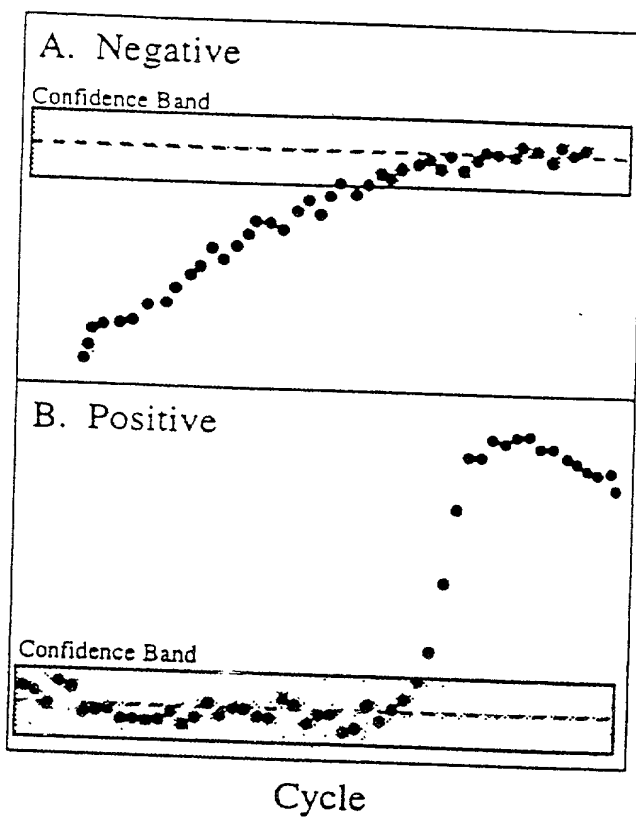 A. Negative
Confidence Band
B. Positive
Confidence Band
Cycle